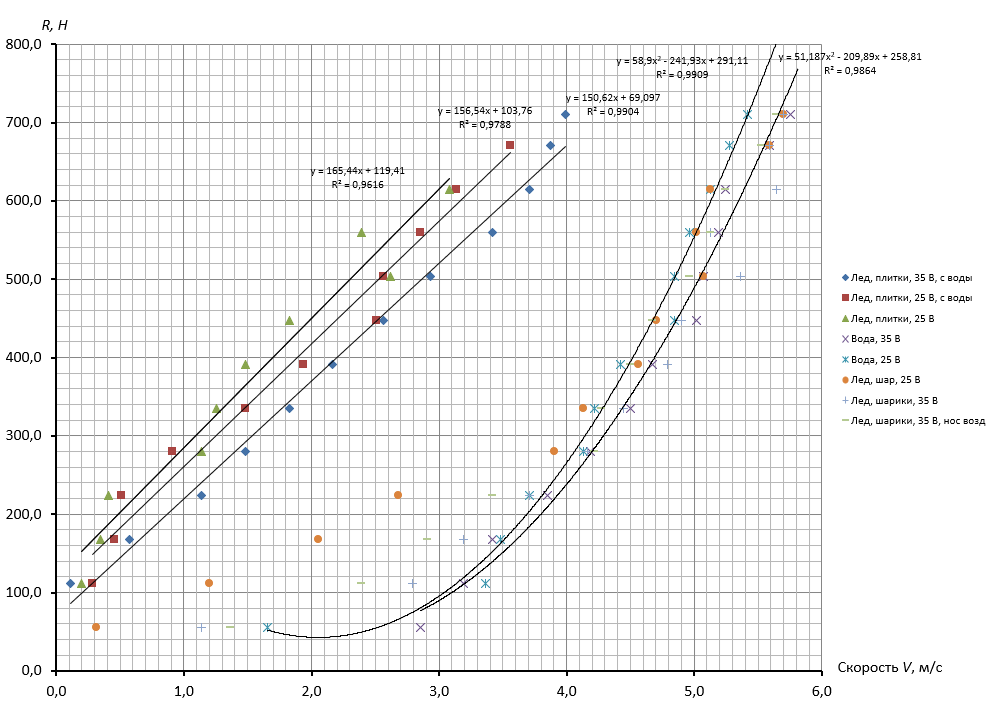 R, Н
800,0
700,0
600,0
500,0
400,0
300,0
200,0
100,0
0,0
0,0 1,0 2,0 3,0 4,0 5,0 6,0
Скорость V, м/с
y = 165,44x + 119,41
R² = 0,9616
y = 156,54x + 103,76
R² = 0,9788
y = 150,62x + 69,097
R² = 0,9904
y = 58,9x² - 241,93x + 291,11
R² = 0,9909
y = 51,187x² - 209,89x + 258,81
R² = 0,9864
Лед, плитки, 35 В, с воды
Лед, плитки, 25 В, с воды
Лед, плитки, 25 В
Вода, 35 В
Вода, 25 В
Лед, шар, 25 В
Лед, шарики, 35 В
Лед, шарики, 35 В, нос возд